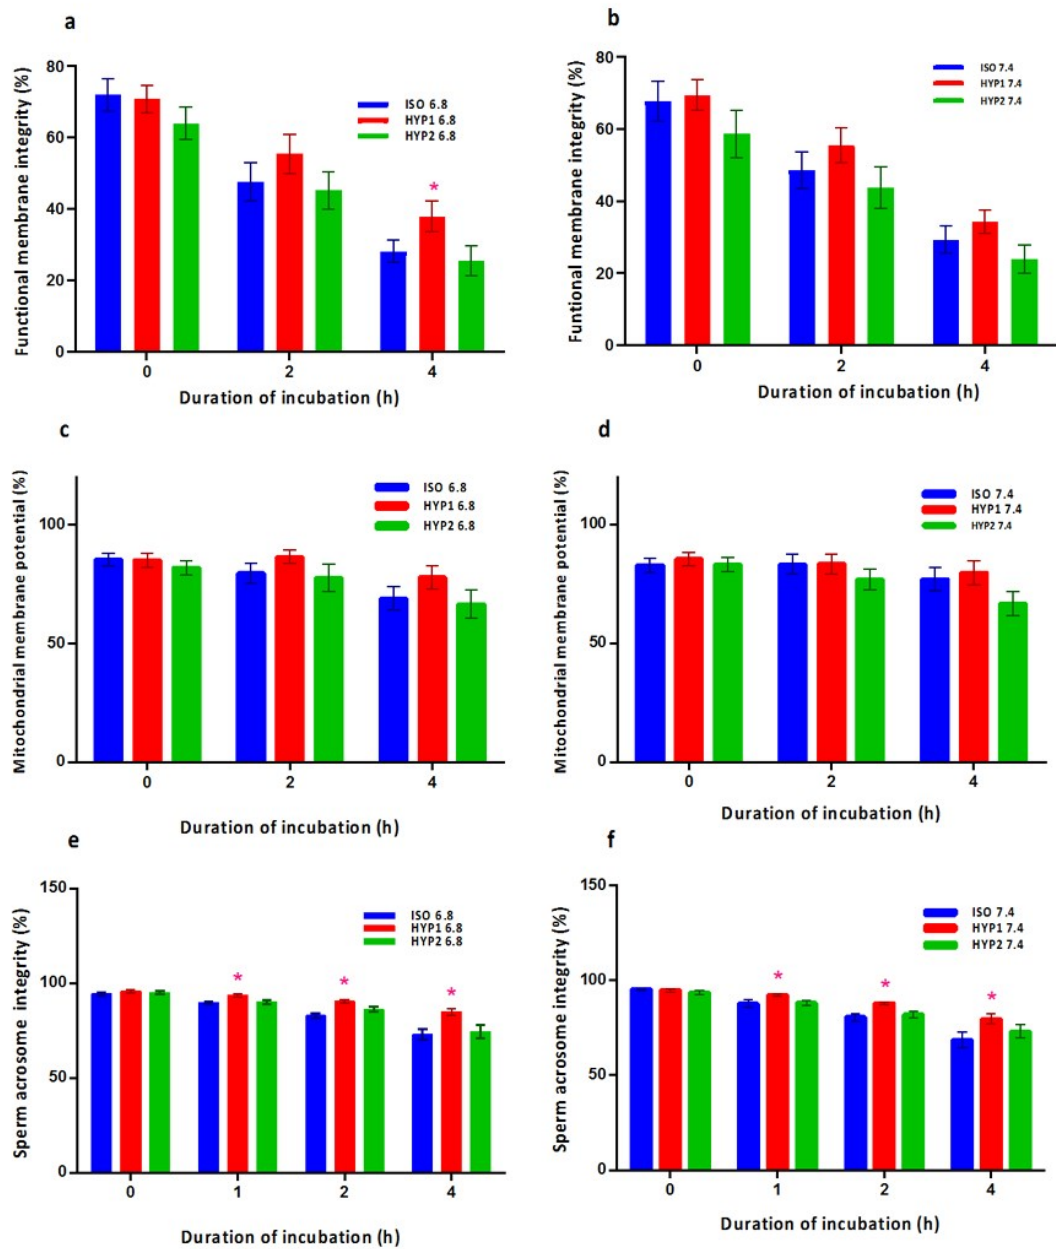 a
Functional membrane integrity (%)
80
60
40
20
0
ISO 6.8
HYP1 6.8
HYP2 6.8
*
0 2 4
Duration of incubation (h)
b
Funtional membrane integrity (%)
80
60
40
20
0
ISO 7.4
HYP1 7.4
HYP2 7.4
0 2 4
Duration of incubation (h)
c
Mitochondrial membrane potential (%)
100
50
0
ISO 6.8
HYP1 6.8
HYP2 6.8
0 2 4
Duration of incubation (h)
d
Mitochondrial membrane potential (%)
100
50
0
ISO 7.4
HYP1 7.4
HYP2 7.4
0 2 4
Duration of incubation (h)
e
Sperm acrosome integrity (%)
150
100
50
0
ISO 6.8
HYP1 6.8
HYP2 6.8
* * *
0 1 2 4
Duration of incubation (h)
f
Sperm acrosome integrity (%)
150
100
50
0
ISO 7.4
HYP1 7.4
HYP2 7.4
* * *
0 1 2 4
Duration of incubation (h)